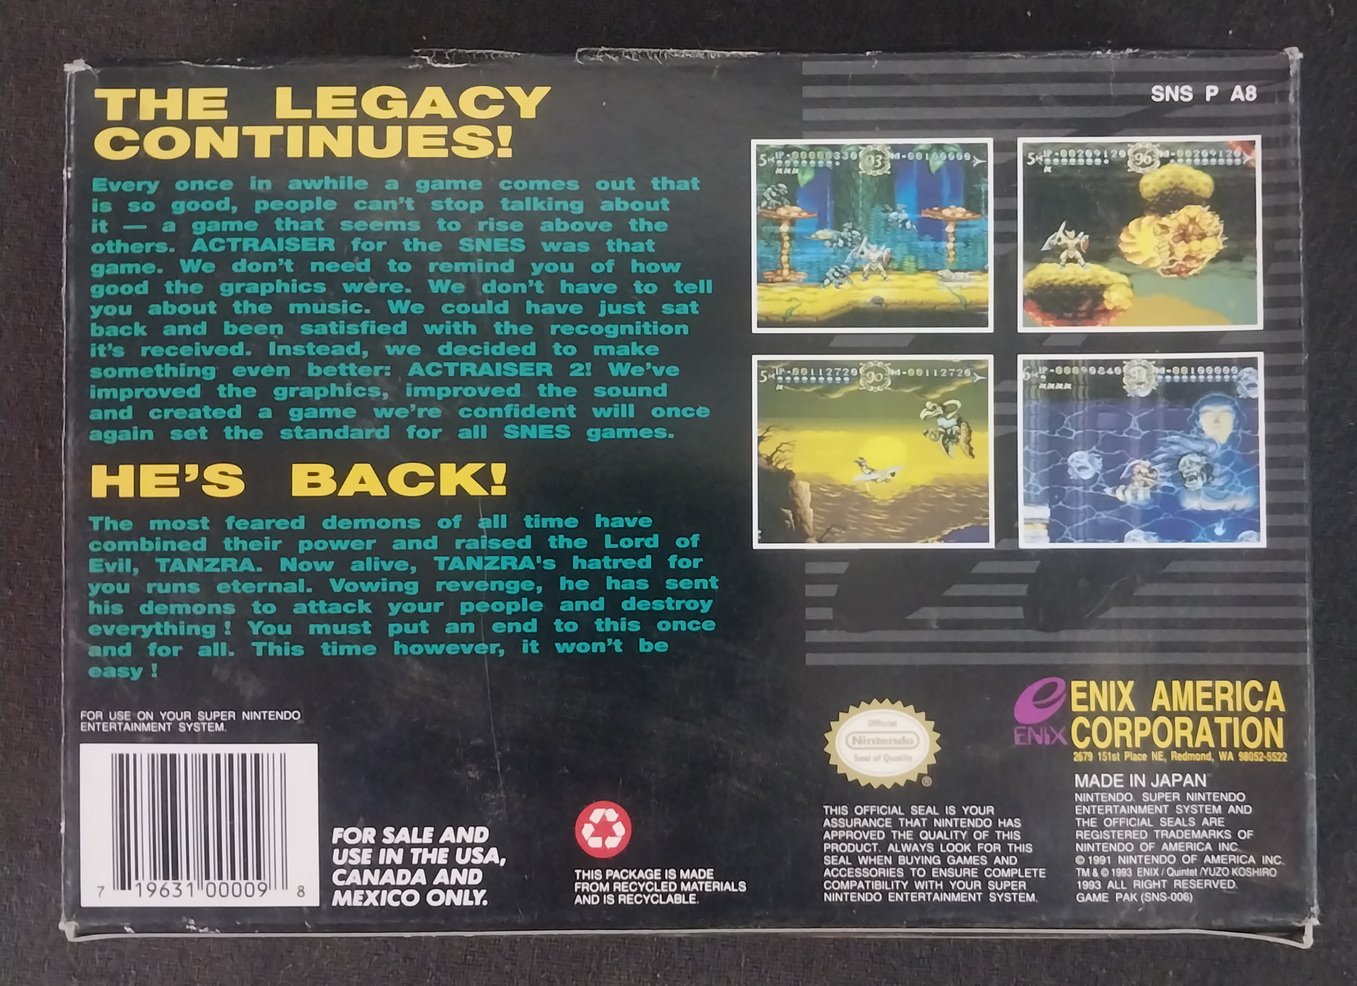 THE LEGACY
CONTINUES!
Every once in awhile a game comes out that
is so good, people can't stop talking about
it — a game that seems to rise above the
others. ACTRAISER for the SNES was that
game. We don't need to remind you of how
good the graphics were. We don't have to tell
you about the music. We could have just sat
back and been satisfied with the recognition
it's received. Instead, we decided to make
something even better: ACTRAISER 2! We've
improved the graphics, improved the sound
and created a game we're confident will once
again set the standard for all SNES games.
HE'S BACK!
The most feared demons of all time have
combined their power and raised the Lord of
Evil, TANZRA. Now alive, TANZRA's hatred for
you runs eternal. Vowing revenge, he has sent
his demons to attack your people and destroy
everything! You must put an end to this once
and for all. This time however, it won't be
easy!
FOR USE ON YOUR SUPER NINTENDO
ENTERTAINMENT SYSTEM.
7 19631 00009 8
FOR SALE AND
USE IN THE USA,
CANADA AND
MEXICO ONLY.
THIS PACKAGE IS MADE
FROM RECYCLED MATERIALS
AND IS RECYCLABLE.
SNS P A8
5
93
5
96
5
90
Official
Nintendo
Seal of Quality
®
THIS OFFICIAL SEAL IS YOUR
ASSURANCE THAT NINTENDO HAS
APPROVED THE QUALITY OF THIS
PRODUCT. ALWAYS LOOK FOR THIS
SEAL WHEN BUYING GAMES AND
ACCESSORIES TO ENSURE COMPLETE
COMPATIBILITY WITH YOUR SUPER
NINTENDO ENTERTAINMENT SYSTEM.
ENIX
ENIX AMERICA
CORPORATION
2679 151st Place NE, Redmond, WA 98052-5522
MADE IN JAPAN
NINTENDO, SUPER NINTENDO
ENTERTAINMENT SYSTEM AND
THE OFFICIAL SEALS ARE
REGISTERED TRADEMARKS OF
NINTENDO OF AMERICA INC.
© 1991 NINTENDO OF AMERICA INC.
TM & © 1993 ENIX / Quintet /YUZO KOSHIRO
1993 ALL RIGHT RESERVED.
GAME PAK (SNS-006)